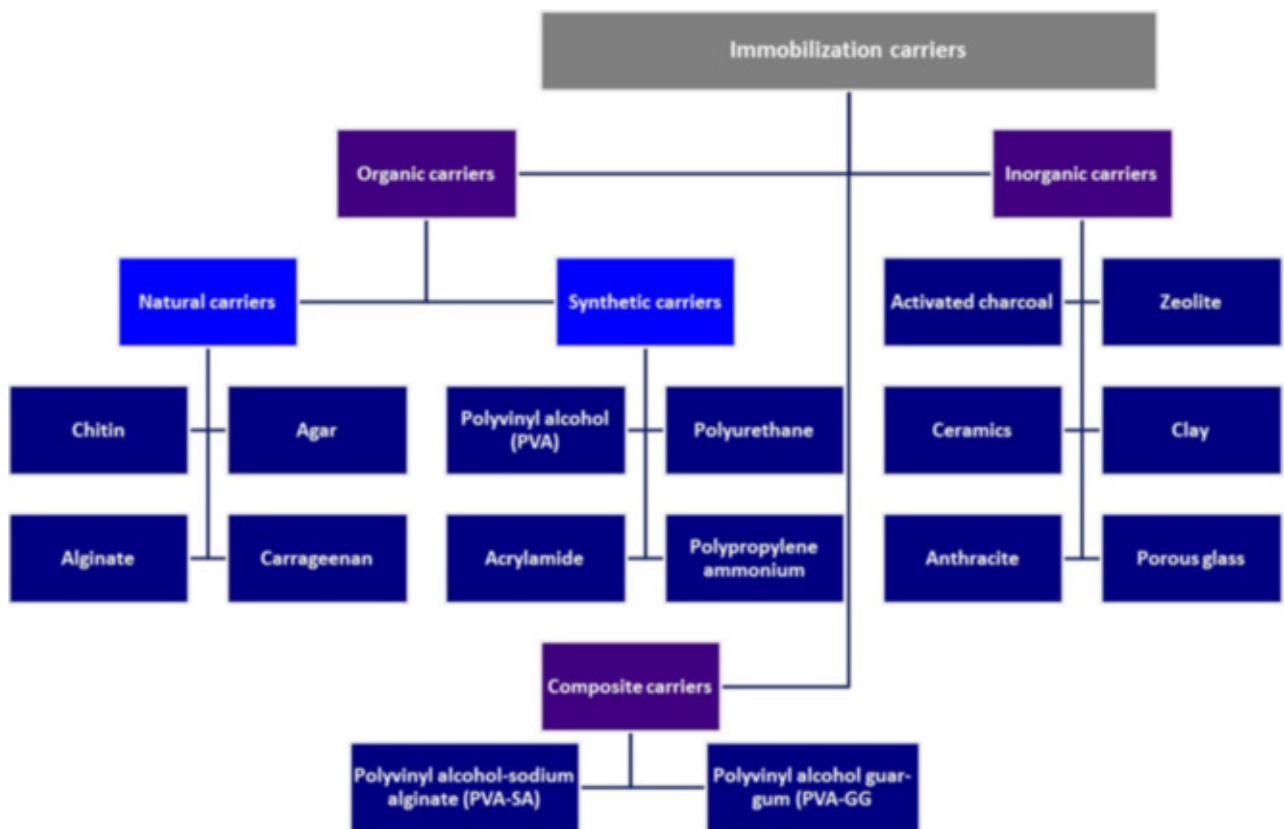 Immobilization carriers
Organic carriers
Inorganic carriers
Natural carriers
Synthetic carriers
Activated charcoal
Zeolite
Chitin
Agar
Polyvinyl alcohol
(PVA)
Polyurethane
Ceramics
Clay
Alginate
Carrageenan
Acrylamide
Polypropylene
ammonium
Anthracite
Porous glass
Composite carriers
Polyvinyl alcohol-sodium
alginate (PVA-SA)
Polyvinyl alcohol guar-
gum (PVA-GG